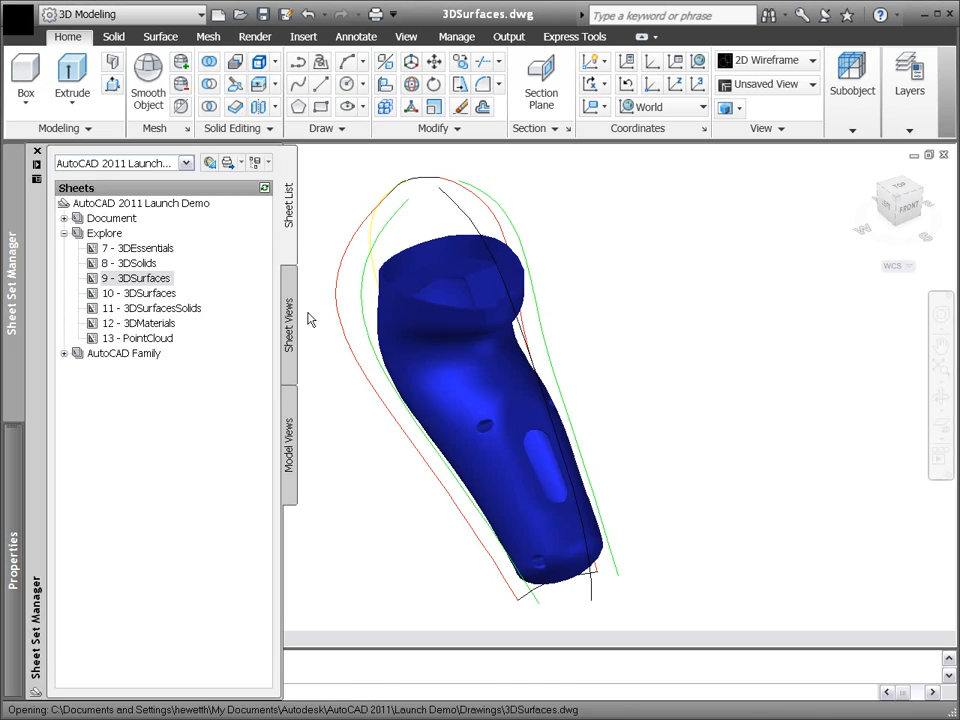 3D Modeling
3DSurfaces.dwg
Type a keyword or phrase
Home Solid Surface Mesh Render Insert Annotate View Manage Output Express Tools
Box
Extrude
Smooth
Object
Section
Plane
2D Wireframe
Unsaved View
World
Subobject
Layers
Modeling
Mesh
Solid Editing
Draw
Modify
Section
Coordinates
View
AutoCAD 2011 Launch...
Sheets
AutoCAD 2011 Launch Demo
Document
Explore
7 - 3DEssentials
8 - 3DSolids
9 - 3DSurfaces
10 - 3DSurfaces
11 - 3DSurfacesSolids
12 - 3DMaterials
13 - PointCloud
AutoCAD Family
Sheet List
Sheet Views
Model Views
Sheet Set Manager
Properties
Sheet Set Manager
TOP
FRONT
WCS
Opening: C:\Documents and Settings\hewetth\My Documents\Autodesk\AutoCAD 2011\Launch Demo\Drawings\3DSurfaces.dwg